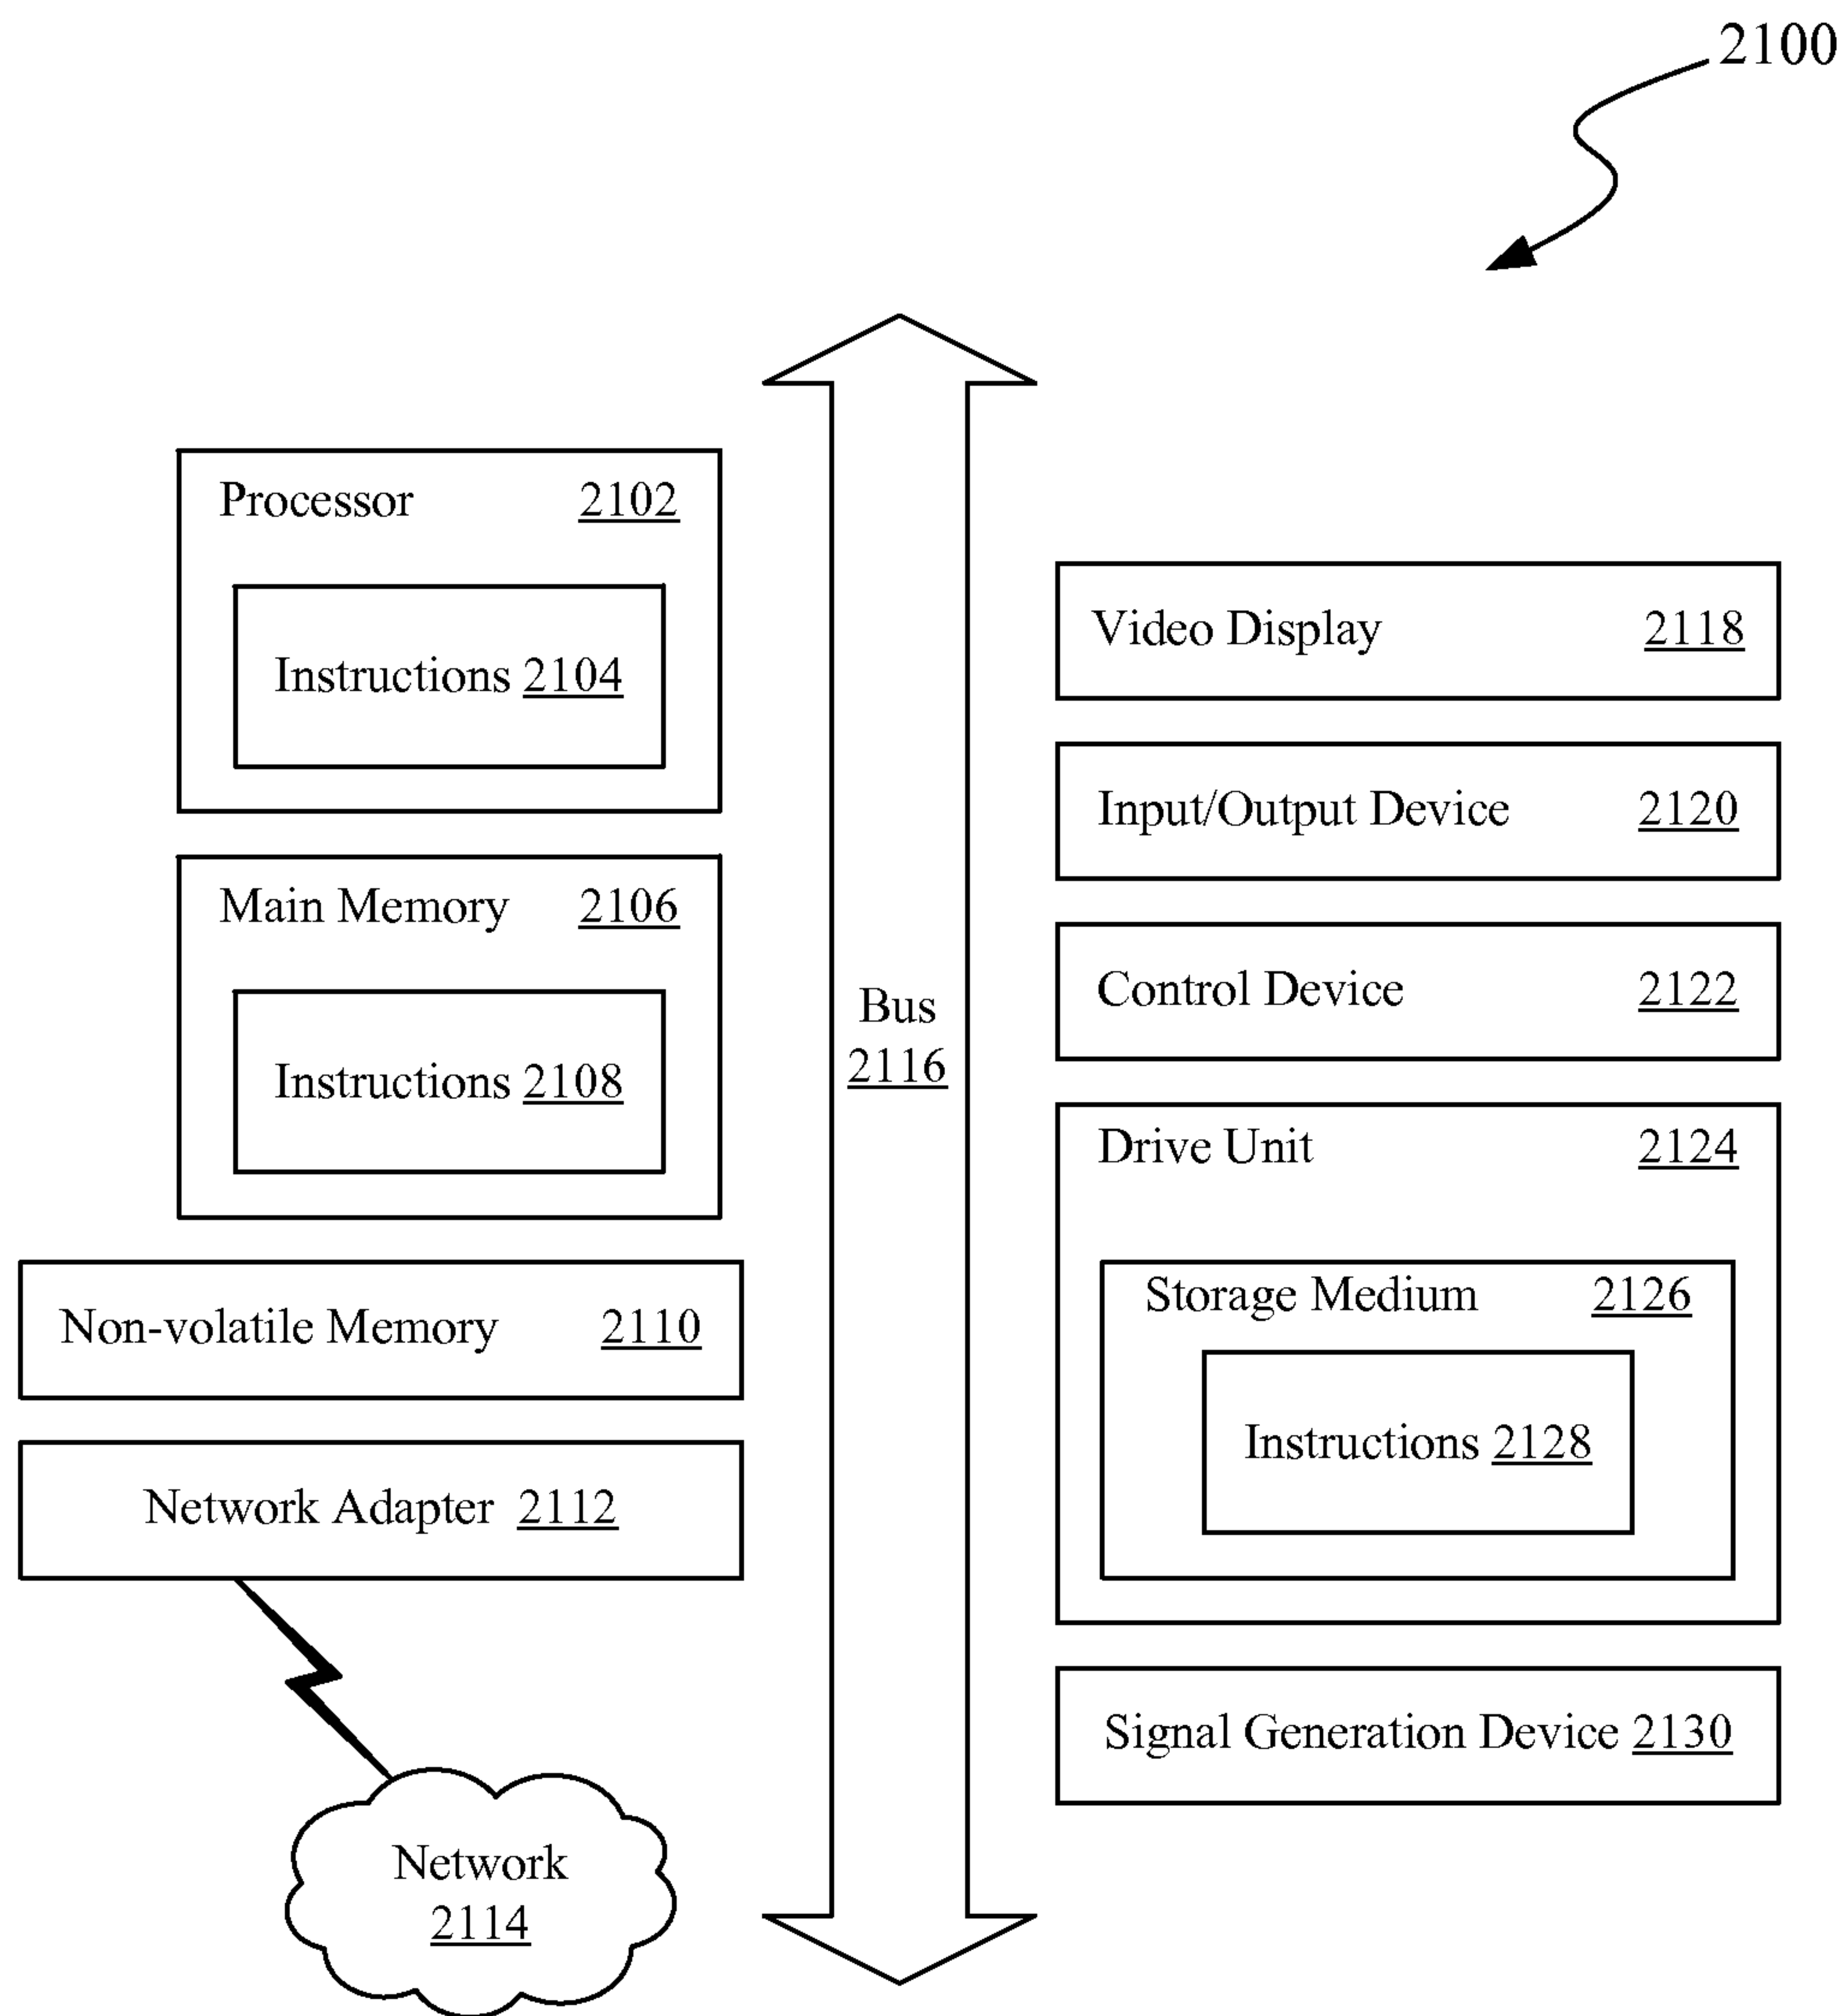 2100
Processor 2102
Instructions 2104
Main Memory 2106
Instructions 2108
Non-volatile Memory 2110
Network Adapter 2112
Network
2114
Bus
2116
Video Display 2118
Input/Output Device 2120
Control Device 2122
Drive Unit 2124
Storage Medium 2126
Instructions 2128
Signal Generation Device 2130